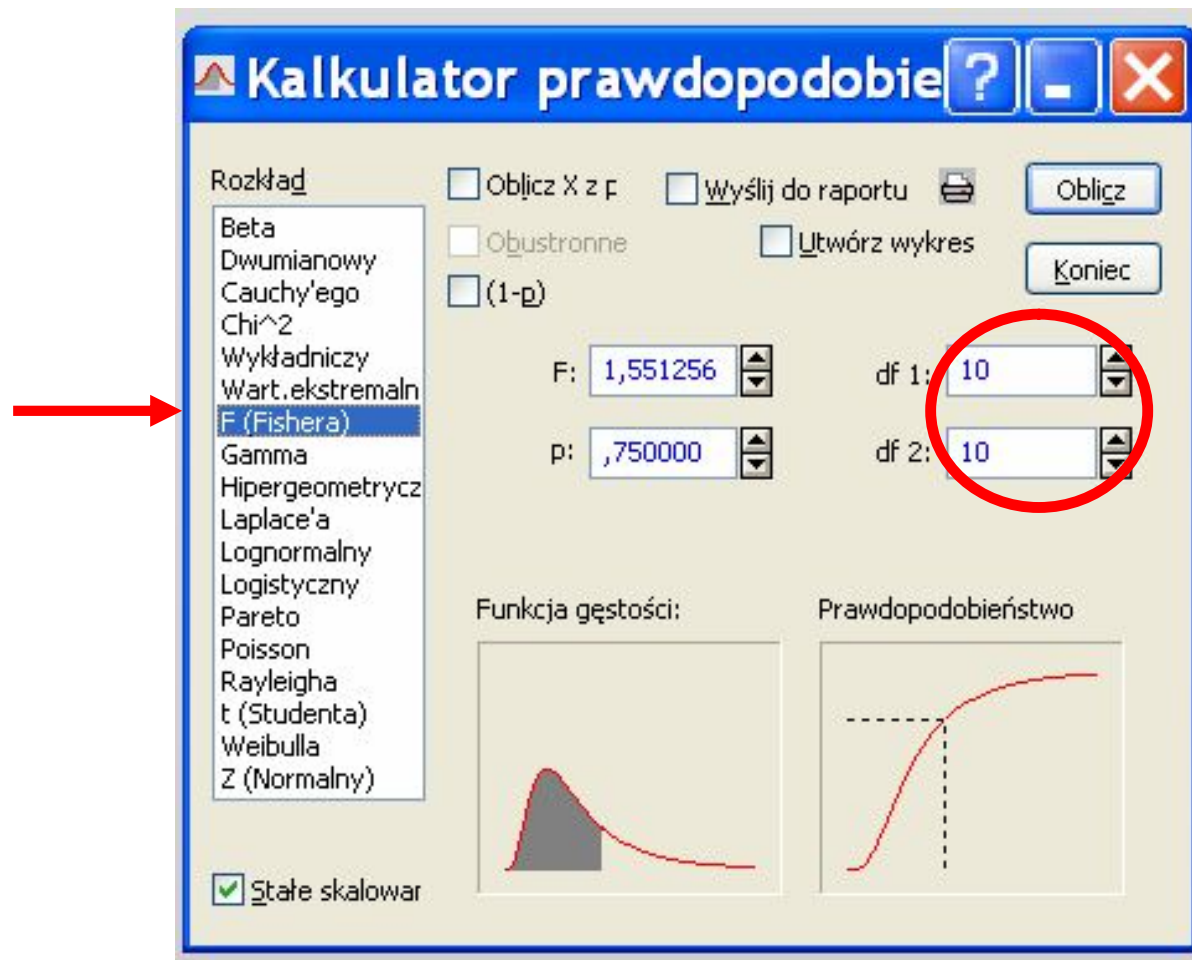 Kalkulator prawdopodobie
?
Rozkład
Oblicz X z p
Wyślij do raportu
Oblicz
Obustronne
Utwórz wykres
Koniec
(1-p)
Beta
Dwumianowy
Cauchy'ego
Chi^2
Wykładniczy
Wart.ekstremaln
F (Fishera)
Gamma
Hipergeometrycz
Laplace'a
Lognormalny
Logistyczny
Pareto
Poisson
Rayleigha
t (Studenta)
Weibulla
Z (Normalny)
F: 1,551256
df 1: 10
p: ,750000
df 2: 10
Funkcja gęstości:
Prawdopodobieństwo
Stałe skalowar